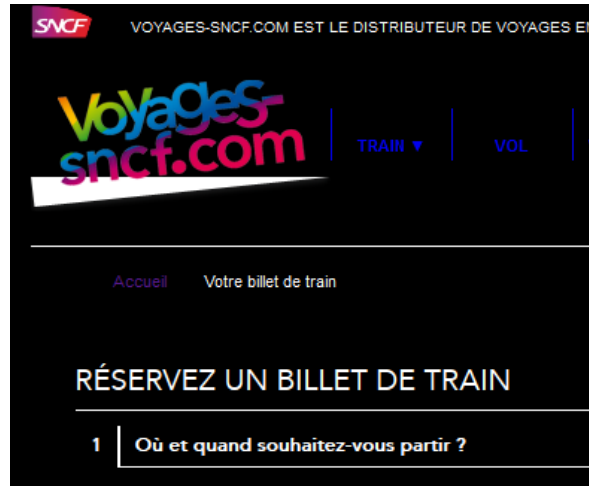 SNCF
VOYAGES-SNCF.COM EST LE DISTRIBUTEUR DE VOYAGES
Voyages-
sncf.com
TRAIN ▼ VOL
Accueil Votre billet de train
RÉSERVEZ UN BILLET DE TRAIN
1 Où et quand souhaitez-vous partir ?